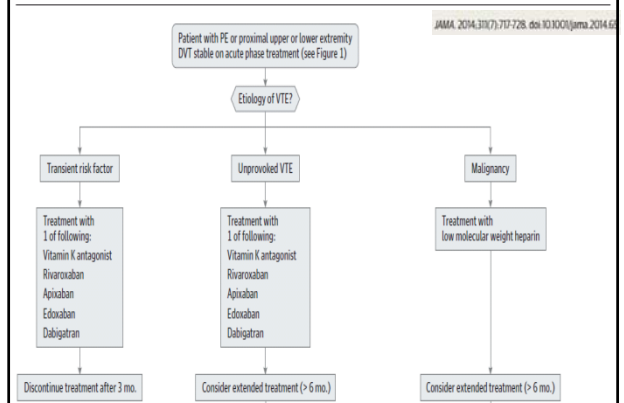 JAMA. 2014;311(7):717-728. doi:10.1001/jama.2014.65
Patient with PE or proximal upper or lower extremity
DVT stable on acute phase treatment (see Figure 1)
Etiology of VTE?
Transient risk factor
Unprovoked VTE
Malignancy
Treatment with
1 of following:
Vitamin K antagonist
Rivaroxaban
Apixaban
Edoxaban
Dabigatran
Treatment with
1 of following:
Vitamin K antagonist
Rivaroxaban
Apixaban
Edoxaban
Dabigatran
Treatment with
low molecular weight heparin
Discontinue treatment after 3 mo.
Consider extended treatment (> 6 mo.)
Consider extended treatment (> 6 mo.)